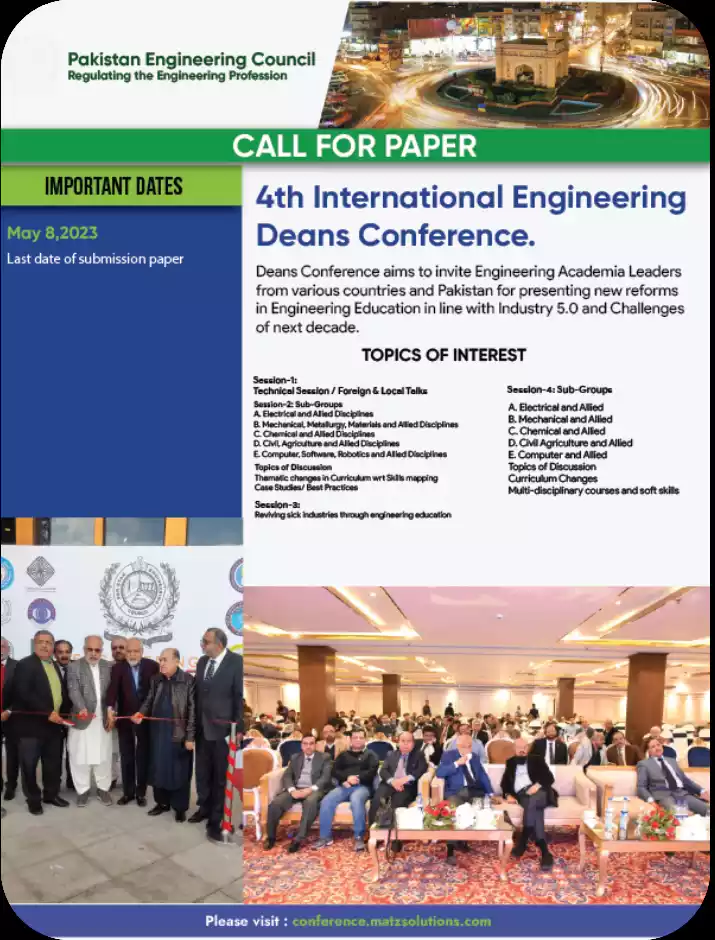 Pakistan Engineering Council
Regulating the Engineering Profession
CALL FOR PAPER
IMPORTANT DATES
May 8,2023
Last date of submission paper
4th International Engineering
Deans Conference.
Deans Conference aims to invite Engineering Academia Leaders
from various countries and Pakistan for presenting new reforms
in Engineering Education in line with Industry 5.0 and Challenges
of next decade.
TOPICS OF INTEREST
Session-1:
Technical Session / Foreign & Local Talks
Session-2: Sub-Groups
A. Electrical and Allied Disciplines
B. Mechanical, Metallurgy, Materials and Allied Disciplines
C. Chemical and Allied Disciplines
D. Civil, Agriculture and Allied Disciplines
E. Computer, Software, Robotics and Allied Disciplines
Topics of Discussion
Thematic changes in Curriculum wrt Skills mapping
Case Studies/ Best Practices
Session-3:
Reviving sick industries through engineering education
Session-4: Sub-Groups
A. Electrical and Allied
B. Mechanical and Allied
C. Chemical and Allied
D. Civil Agriculture and Allied
E. Computer and Allied
Topics of Discussion
Curriculum Changes
Multi-disciplinary courses and soft skills
Please visit : conference.matzsolutions.com